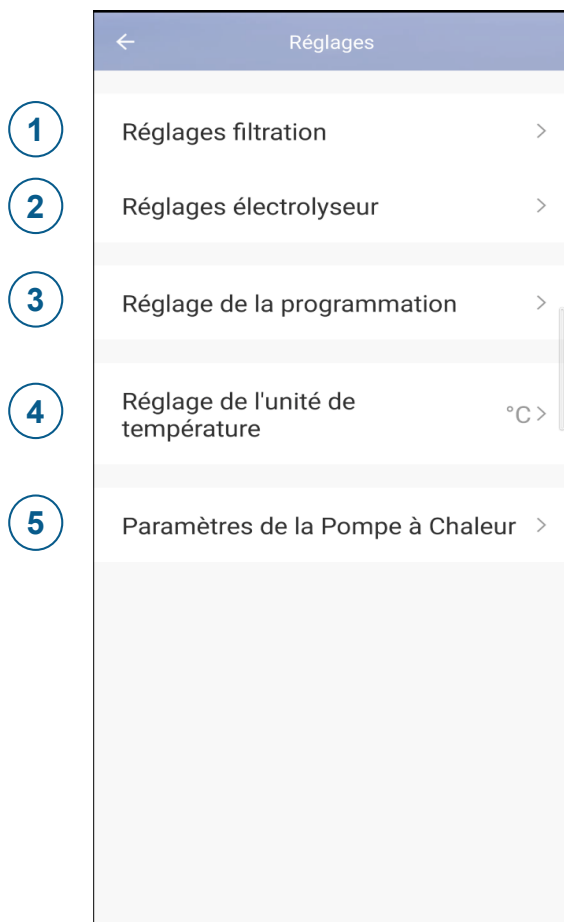 Réglages
1
Réglages filtration
2
Réglages électrolyseur
3
Réglage de la programmation
4
Réglage de l'unité de
température
°C
5
Paramètres de la Pompe à Chaleur